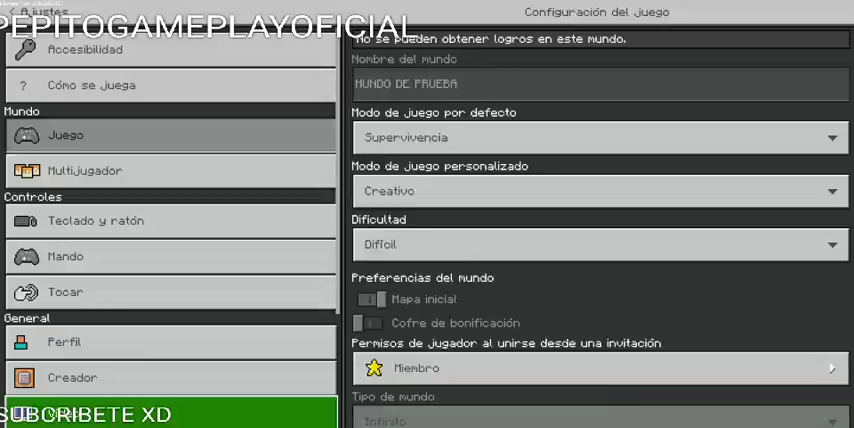 Ajustes
Configuración del juego
PEPITOGAMEPLAYOFICIAL
No se pueden obtener logros en este mundo.
Accesibilidad
Nombre del mundo
Cómo se juega
MUNDO DE PRUEBA
Mundo
Modo de juego por defecto
Juego
Supervivencia
Modo de juego personalizado
Multijugador
Creativo
Controles
Teclado y ratón
Dificultad
Difícil
Mando
Preferencias del mundo
Tocar
Mapa inicial
General
Cofre de bonificación
Perfil
Permisos de jugador al unirse desde una invitación
Miembro
Creador
Tipo de mundo
SUBCRIBETE XD
Infinito